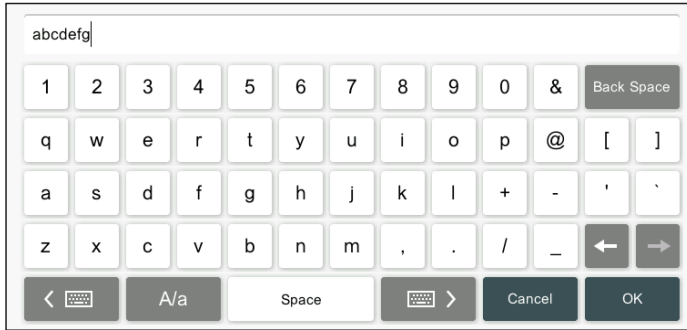 abcdefg
1 2 3 4 5 6 7 8 9 0 & Back Space
q w e r t y u i o p @ [ ]
a s d f g h j k l + - ' `
z x c v b n m , . / _ ← →
< A/a Space > Cancel OK